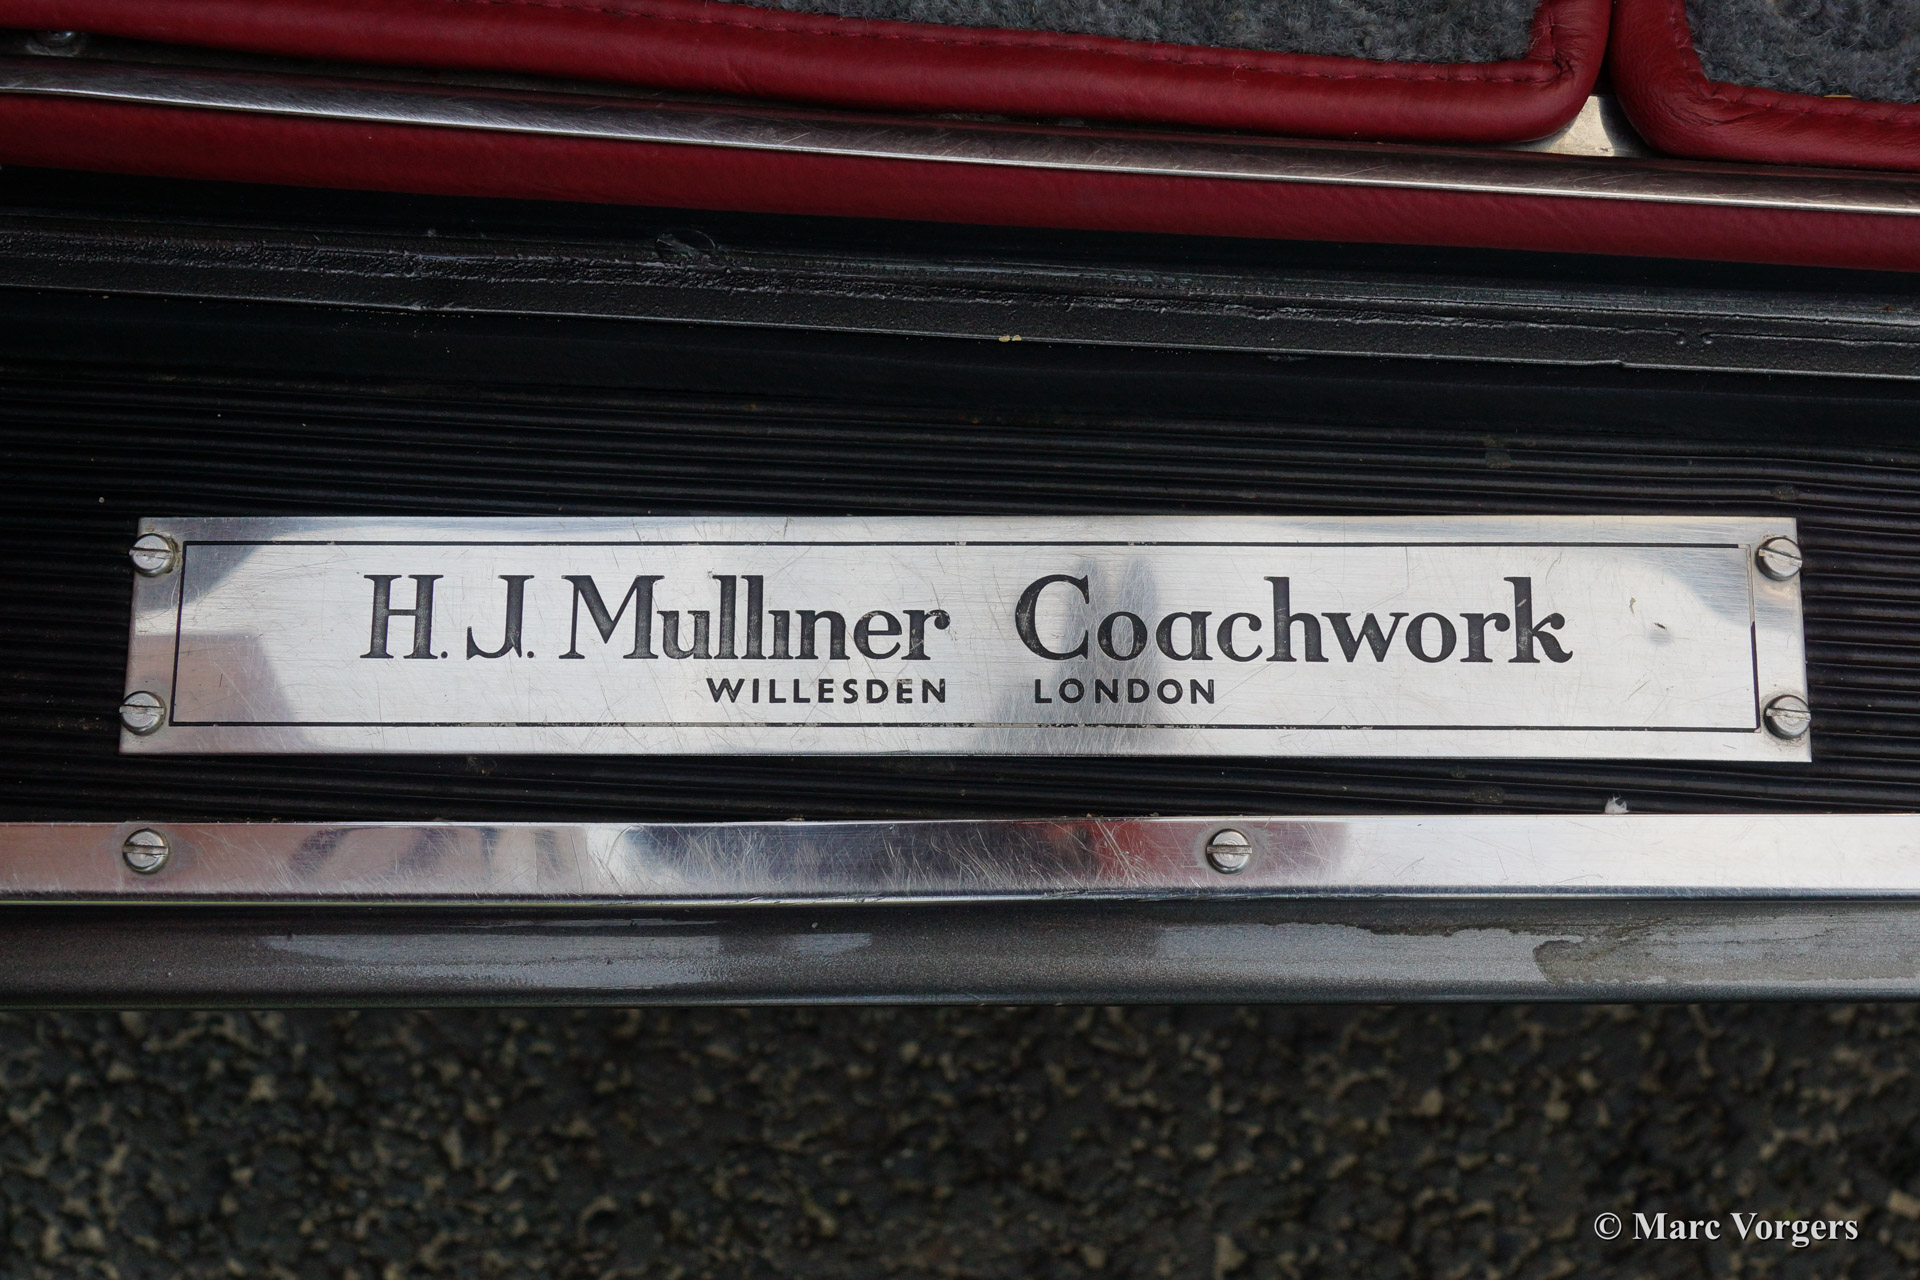 H. J. Mulliner Coachwork
WILLESDEN LONDON
© Marc Vorgers